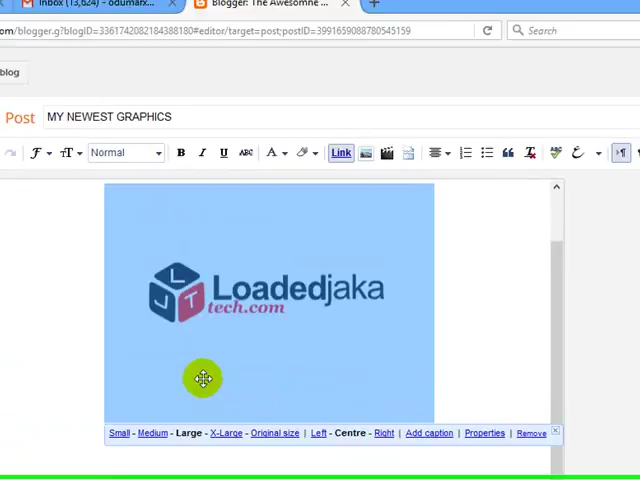 Inbox (13,624) - odumarx...
Blogger: The Awesomne ...
om/blogger.g?blogID=3361742082184388180#editor/target=post;postID=3991659088780545159
Search
blog
Post
MY NEWEST GRAPHICS
Normal
B I U ABC A Link
L J T
Loadedjaka
tech.com
Small - Medium - Large - X-Large - Original size | Left - Centre - Right | Add caption | Properties | Remove